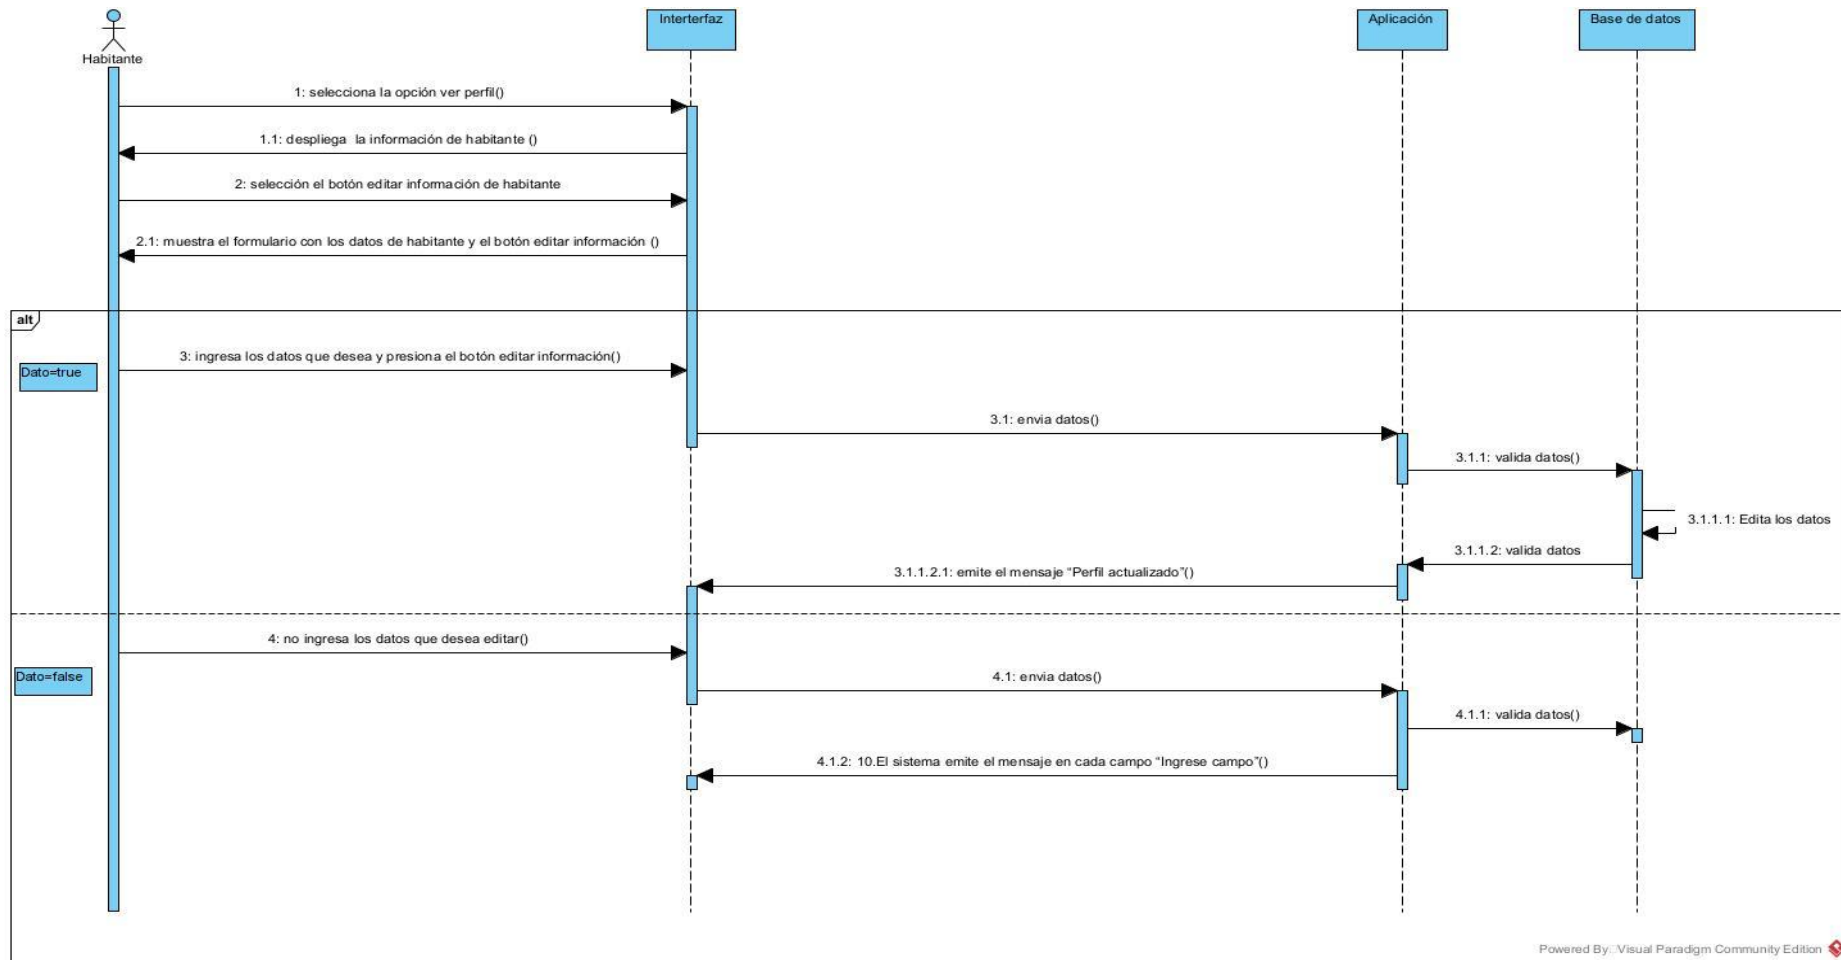 Interterfaz
Aplicación
Base de datos
Habitante
1: selecciona la opción ver perfil()
1.1: despliega la información de habitante ()
2: selección el botón editar información de habitante
2.1: muestra el formulario con los datos de habitante y el botón editar información ()
alt
3: ingresa los datos que desea y presiona el botón editar información()
Dato=true
3.1: envia datos()
3.1.1: valida datos()
3.1.1.1: Edita los datos
3.1.1.2: valida datos
3.1.1.2.1: emite el mensaje “Perfil actualizado”()
4: no ingresa los datos que desea editar()
Dato=false
4.1: envia datos()
4.1.1: valida datos()
4.1.2: 10.El sistema emite el mensaje en cada campo “Ingrese campo”()
Powered By Visual Paradigm Community Edition